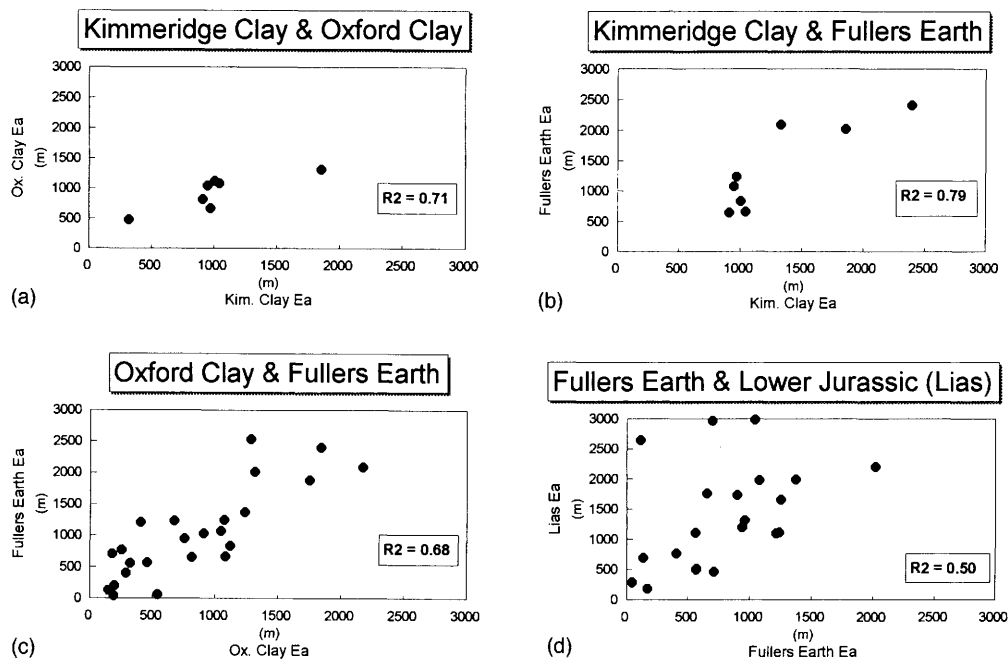 Kimmeridge Clay & Oxford Clay
3000
2500
2000
1500
1000
500
0
Ox. Clay Ea
(m)
R2 = 0.71
0 500 1000 1500 2000 2500 3000
(m)
Kim. Clay Ea
(a)
Kimmeridge Clay & Fullers Earth
3000
2500
2000
1500
1000
500
0
Fullers Earth Ea
(m)
R2 = 0.79
0 500 1000 1500 2000 2500 3000
(m)
Kim. Clay Ea
(b)
Oxford Clay & Fullers Earth
3000
2500
2000
1500
1000
500
0
Fullers Earth Ea
(m)
R2 = 0.68
0 500 1000 1500 2000 2500 3000
(m)
Ox. Clay Ea
(c)
Fullers Earth & Lower Jurassic (Lias)
3000
2500
2000
1500
1000
500
0
Lias Ea
(m)
R2 = 0.50
0 500 1000 1500 2000 2500 3000
(m)
Fullers Earth Ea
(d)